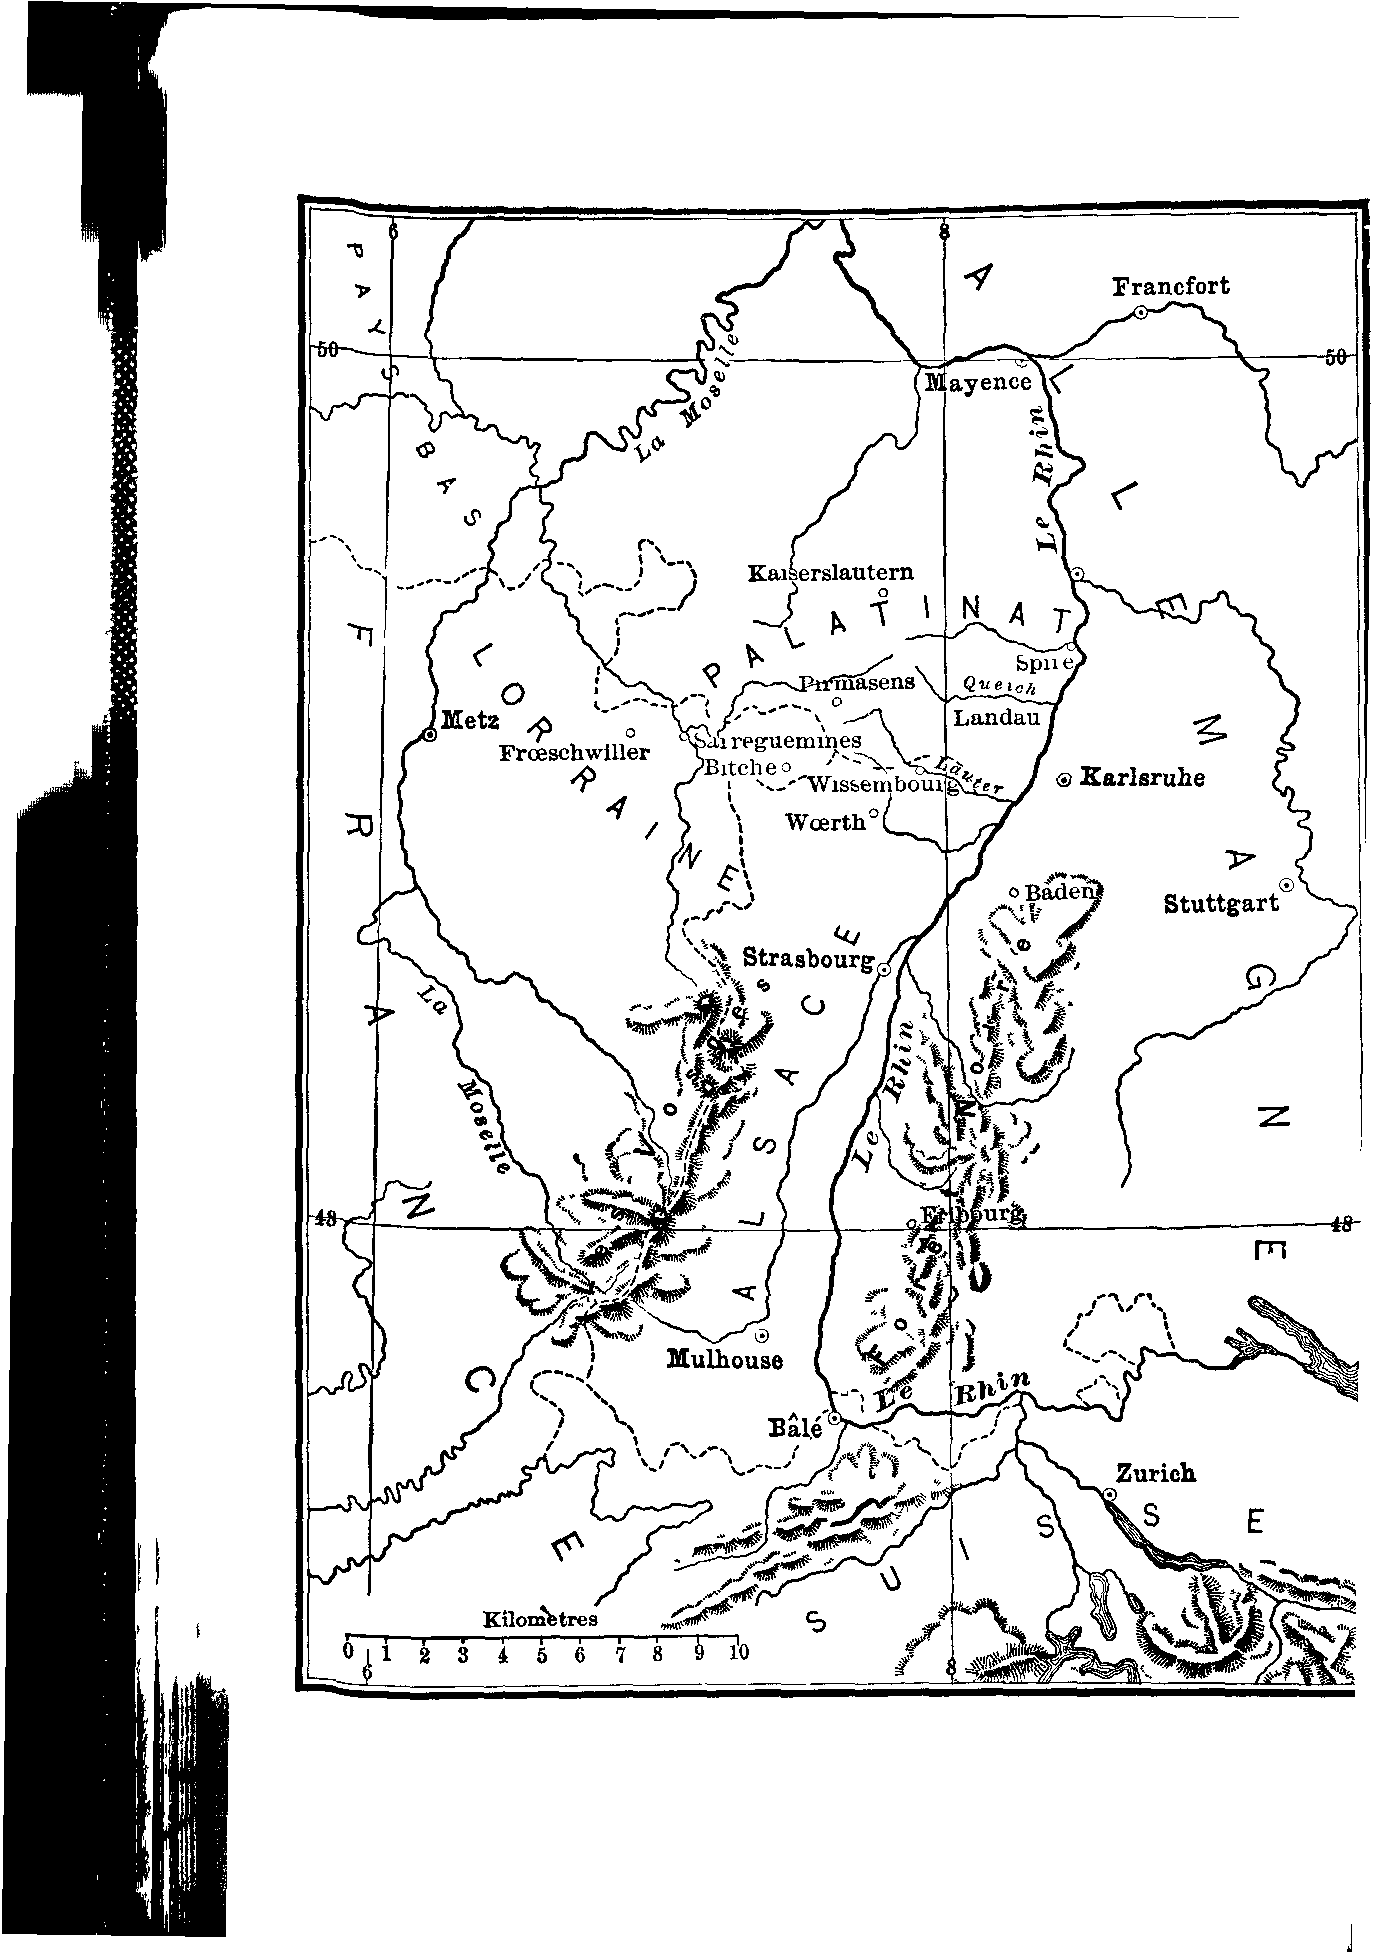 6
8
PAYS BAS
A L L E M A G N E
Francfort
50
50
Mayence
La Moselle
Le Rhin
Kaiserslautern
PALATINAT
Spire
Pirmasens
Queich
Landau
LORRAINE
Metz
Frœschwiller
Sarreguemines
Bitche
Wissembourg
Lauter
Wœrth
Karlsruhe
FRANCE
Baden
Stuttgart
Strasbourg
ALSACE
Vosges
La Moselle
Le Rhin
Forêt Noire
48
48
Fribourg
Mulhouse
Le Rhin
Bâle
Zurich
SUISSE
Kilomètres
0 1 2 3 4 5 6 7 8 9 10
6
8